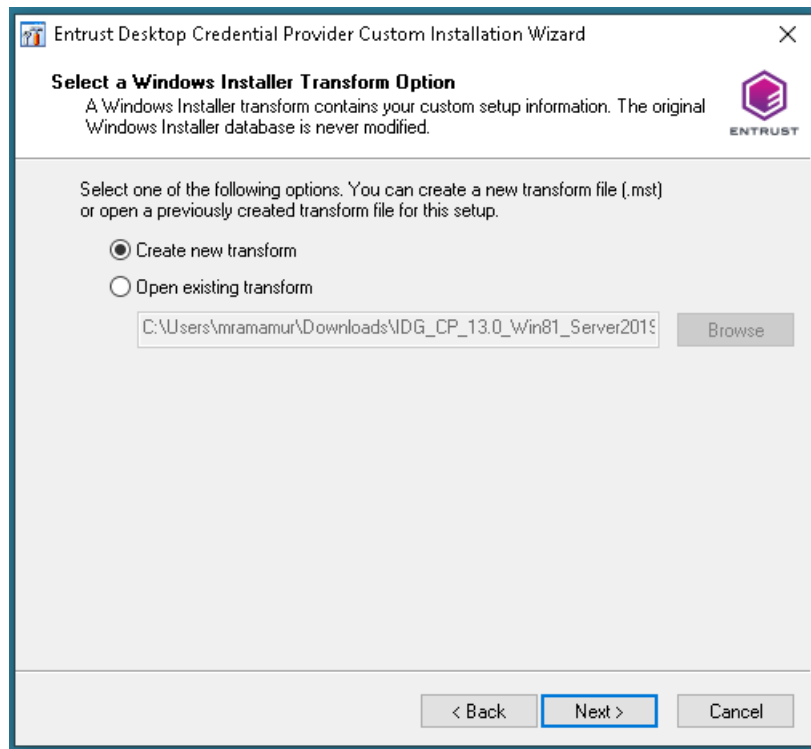 Entrust Desktop Credential Provider Custom Installation Wizard
Select a Windows Installer Transform Option
A Windows Installer transform contains your custom setup information. The original
Windows Installer database is never modified.
ENTRUST
Select one of the following options. You can create a new transform file (.mst)
or open a previously created transform file for this setup.
Create new transform
Open existing transform
C:\Users\mramamur\Downloads\IDG_CP_13.0_Win81_Server2019
Browse
< Back
Next >
Cancel